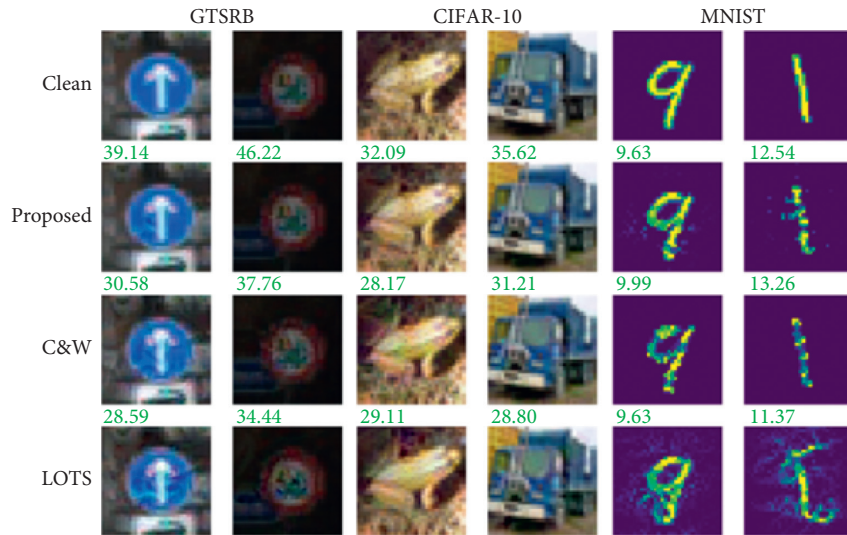 GTSRB CIFAR-10 MNIST
Clean
39.14 46.22 32.09 35.62 9.63 12.54
Proposed
30.58 37.76 28.17 31.21 9.99 13.26
C&W
28.59 34.44 29.11 28.80 9.63 11.37
LOTS